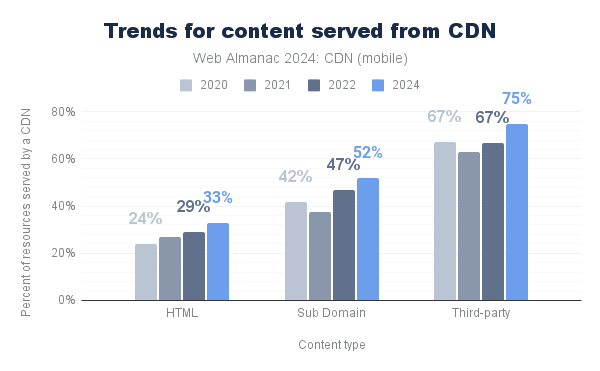 Trends for content served from CDN
Web Almanac 2024: CDN (mobile)
2020 2021 2022 2024
Percent of resources served by a CDN
80%
60%
40%
20%
0%
24% 29% 33%
42% 47% 52%
67% 67% 75%
HTML Sub Domain Third-party
Content type